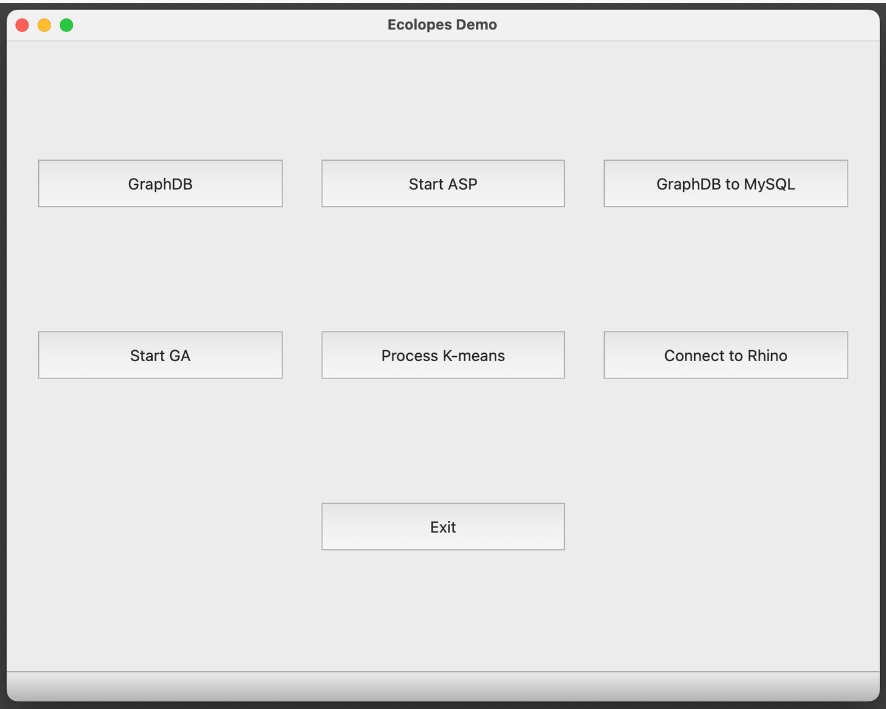 Ecolopes Demo
GraphDB
Start ASP
GraphDB to MySQL
Start GA
Process K-means
Connect to Rhino
Exit